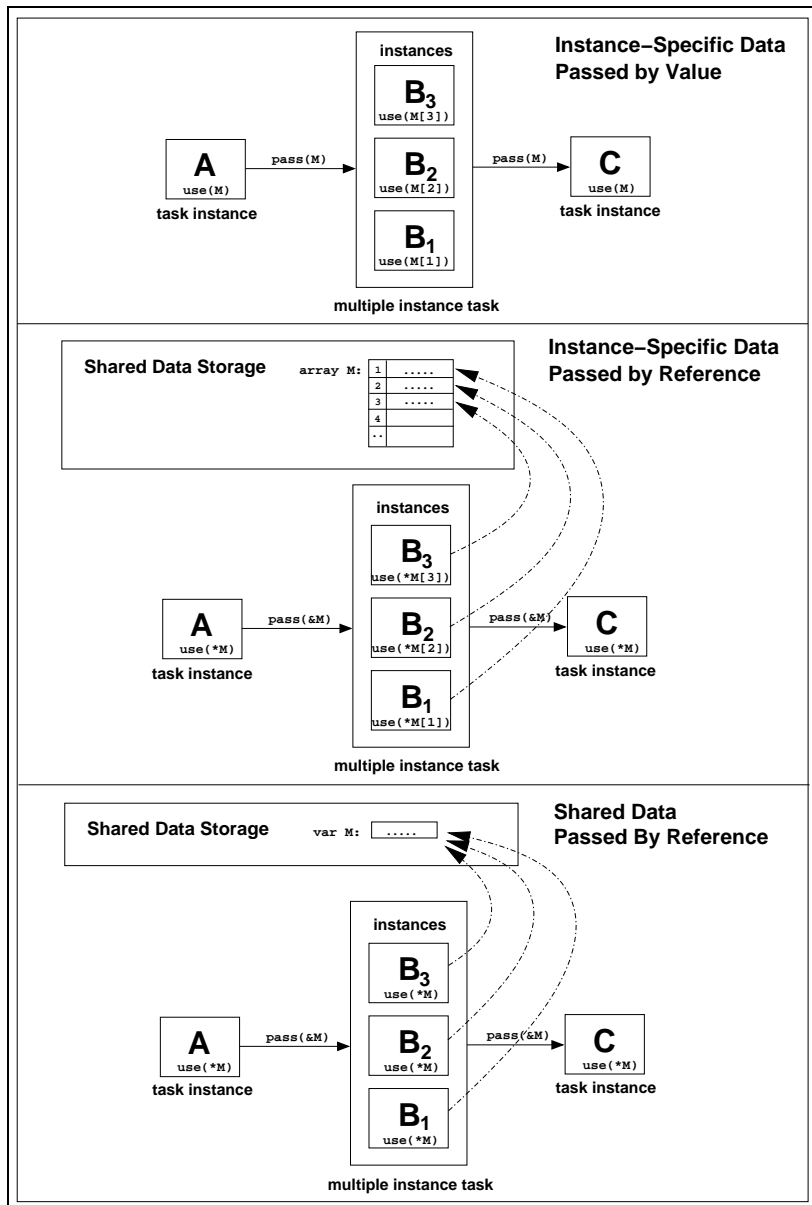 instances
Instance–Specific Data
Passed by Value
B3
use(M[3])
A
use(M)
task instance
pass(M)
B2
use(M[2])
pass(M)
C
use(M)
task instance
B1
use(M[1])
multiple instance task
Instance–Specific Data
Passed by Reference
Shared Data Storage
array M:
1 .....
2 .....
3 .....
4
..
instances
B3
use(*M[3])
A
use(*M)
task instance
pass(&M)
B2
use(*M[2])
pass(&M)
C
use(*M)
task instance
B1
use(*M[1])
multiple instance task
Shared Data
Passed By Reference
Shared Data Storage
var M: .....
instances
B3
use(*M)
A
use(*M)
task instance
pass(&M)
B2
use(*M)
pass(&M)
C
use(*M)
task instance
B1
use(*M)
multiple instance task